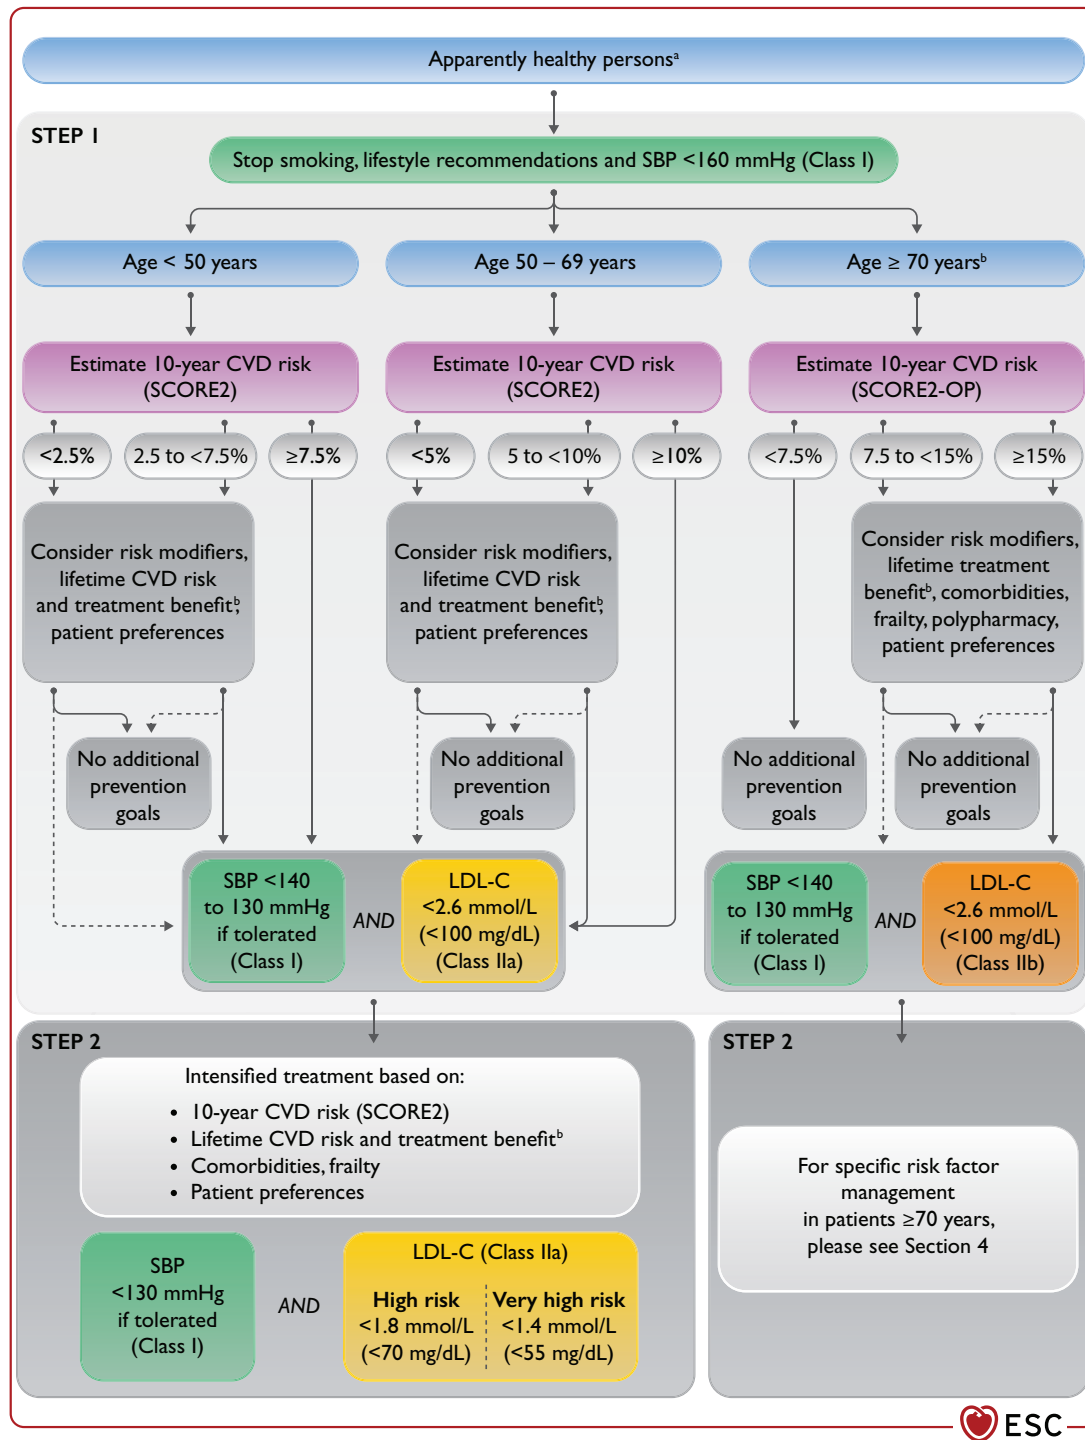 Apparently healthy personsᵃ
STEP 1
Stop smoking, lifestyle recommendations and SBP <160 mmHg (Class I)
Age < 50 years
Age 50 – 69 years
Age ≥ 70 yearsᵇ
Estimate 10-year CVD risk
(SCORE2)
Estimate 10-year CVD risk
(SCORE2)
Estimate 10-year CVD risk
(SCORE2-OP)
<2.5%
2.5 to <7.5%
≥7.5%
<5%
5 to <10%
≥10%
<7.5%
7.5 to <15%
≥15%
Consider risk modifiers,
lifetime CVD risk
and treatment benefitᵇ,
patient preferences
Consider risk modifiers,
lifetime CVD risk
and treatment benefitᵇ,
patient preferences
Consider risk modifiers,
lifetime treatment
benefitᵇ, comorbidities,
frailty, polypharmacy,
patient preferences
No additional
prevention
goals
No additional
prevention
goals
No additional
prevention
goals
No additional
prevention
goals
SBP <140
to 130 mmHg
if tolerated
(Class I)
AND
LDL-C
<2.6 mmol/L
(<100 mg/dL)
(Class IIa)
SBP <140
to 130 mmHg
if tolerated
(Class I)
AND
LDL-C
<2.6 mmol/L
(<100 mg/dL)
(Class IIb)
STEP 2
Intensified treatment based on:
• 10-year CVD risk (SCORE2)
• Lifetime CVD risk and treatment benefitᵇ
• Comorbidities, frailty
• Patient preferences
SBP
<130 mmHg
if tolerated
(Class I)
AND
LDL-C (Class IIa)
High risk
<1.8 mmol/L
(<70 mg/dL)
Very high risk
<1.4 mmol/L
(<55 mg/dL)
STEP 2
For specific risk factor
management
in patients ≥70 years,
please see Section 4
ESC